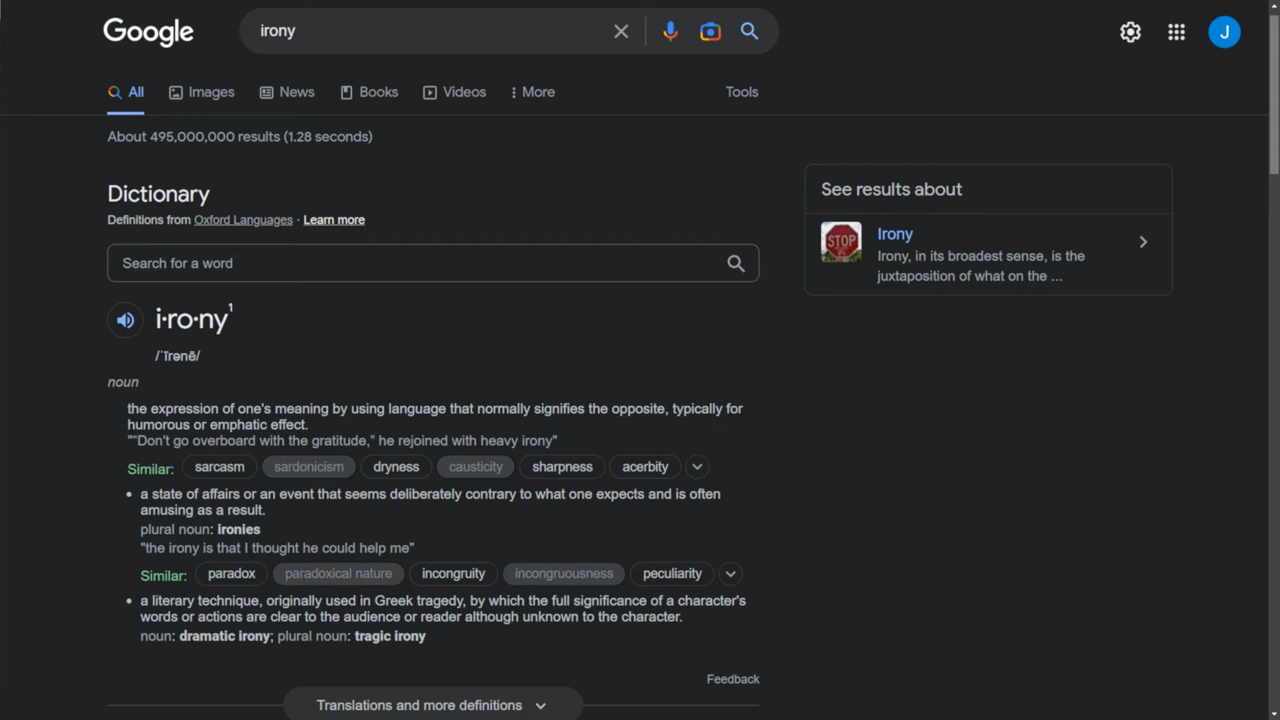 Google
irony
J
All
Images
News
Books
Videos
More
Tools
About 495,000,000 results (1.28 seconds)
Dictionary
Definitions from Oxford Languages · Learn more
Search for a word
i·ro·ny¹
/ˈīrənē/
noun
the expression of one's meaning by using language that normally signifies the opposite, typically for
humorous or emphatic effect.
"“Don't go overboard with the gratitude,” he rejoined with heavy irony"
Similar: sarcasm sardonicism dryness causticity sharpness acerbity
• a state of affairs or an event that seems deliberately contrary to what one expects and is often
amusing as a result.
plural noun: ironies
"the irony is that I thought he could help me"
Similar: paradox paradoxical nature incongruity incongruousness peculiarity
• a literary technique, originally used in Greek tragedy, by which the full significance of a character's
words or actions are clear to the audience or reader although unknown to the character.
noun: dramatic irony; plural noun: tragic irony
Feedback
Translations and more definitions
See results about
STOP
Irony
Irony, in its broadest sense, is the
juxtaposition of what on the ...